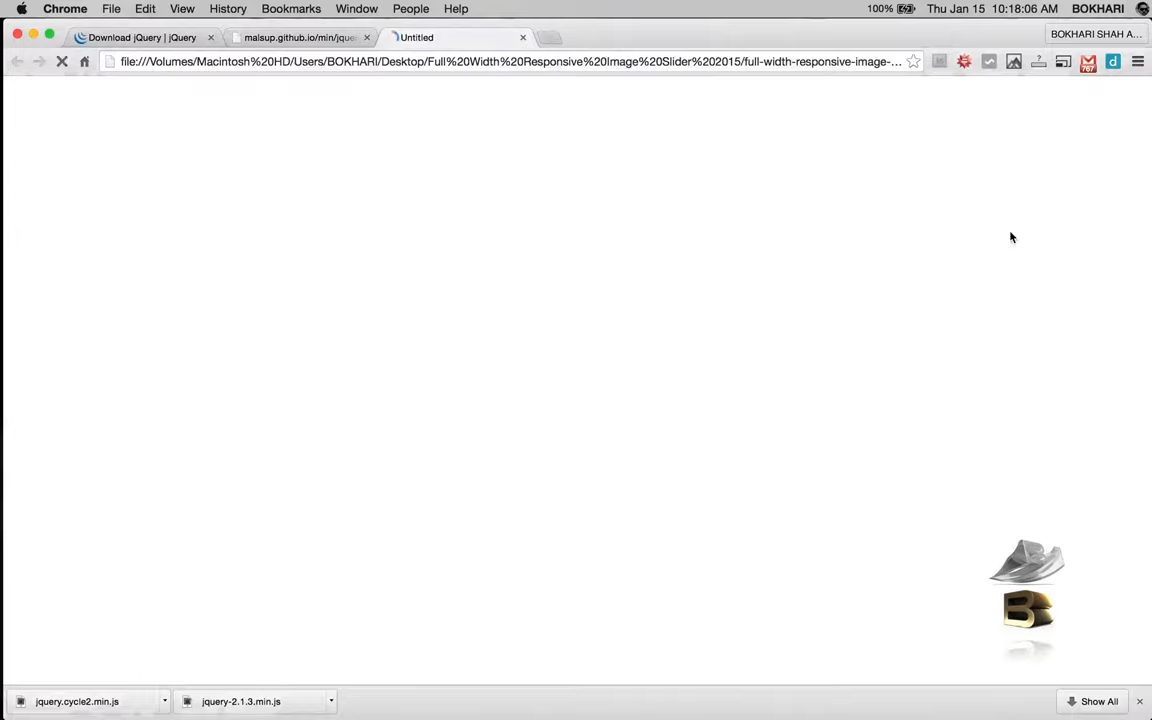 Chrome File Edit View History Bookmarks Window People Help 100% Thu Jan 15 10:18:06 AM BOKHARI
Download jQuery | jQuery malsup.github.io/min/jque Untitled BOKHARI SHAH A...
file:///Volumes/Macintosh%20HD/Users/BOKHARI/Desktop/Full%20Width%20Responsive%20Image%20Slider%202015/full-width-responsive-image-...
767
d
B
jquery.cycle2.min.js jquery-2.1.3.min.js Show All